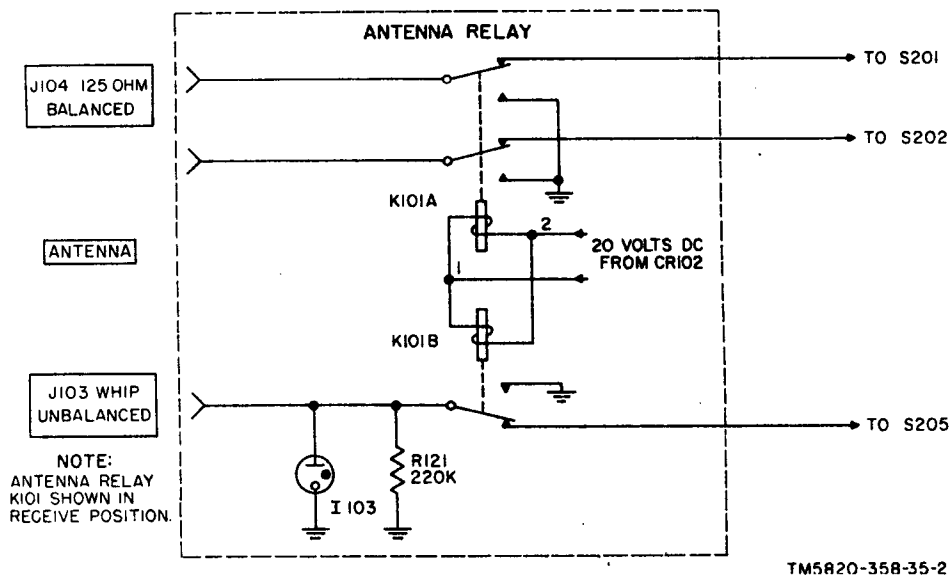 ANTENNA RELAY
TO S201
J104 125 OHM
BALANCED
TO S202
K101A
2
ANTENNA
20 VOLTS DC
FROM CR102
1
K101B
J103 WHIP
UNBALANCED
TO S205
NOTE:
ANTENNA RELAY
K101 SHOWN IN
RECEIVE POSITION.
R121
220K
I 103
TM5820-358-35-2